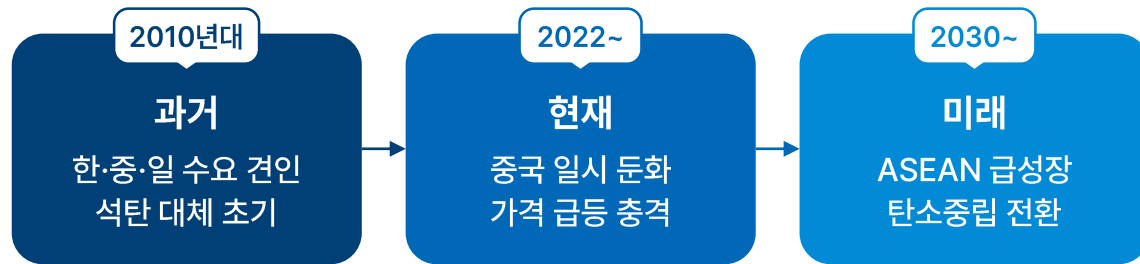 2010년대
과거
한·중·일 수요 견인
석탄 대체 초기
2022~
현재
중국 일시 둔화
가격 급등 충격
2030~
미래
ASEAN 급성장
탄소중립 전환